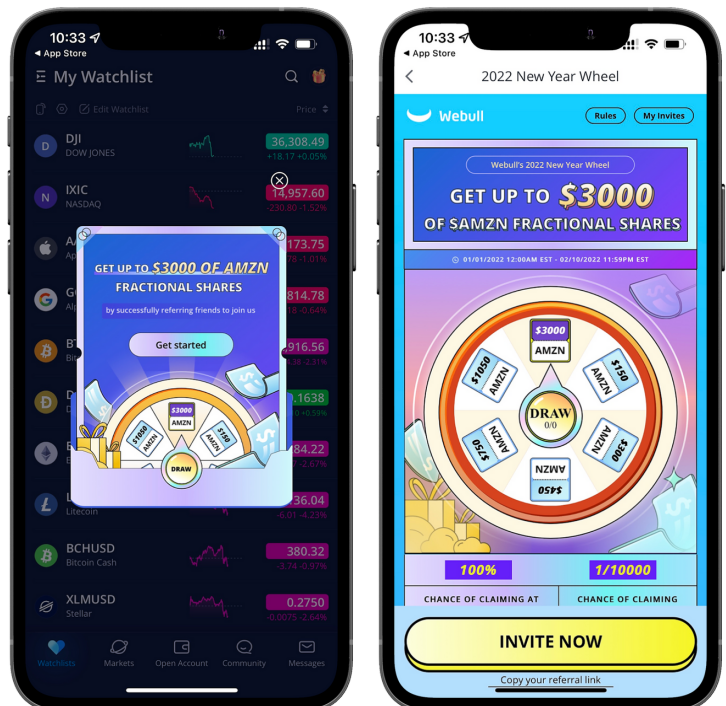 10:33
App Store
My Watchlist
Edit Watchlist
Price
D
DJI
DOW JONES
36,308.49
+18.17 +0.05%
N
IXIC
NASDAQ
14,957.60
-230.80 -1.52%
173.75
-1.01%
GET UP TO $3000 OF AMZN
FRACTIONAL SHARES
by successfully referring friends to join us
Get started
814.78
-0.64%
916.56
-2.31%
.1638
+0.59%
84.22
-2.67%
$3000
AMZN
$1050
AMZN
$150
AMZN
DRAW
36.04
Litecoin
-6.01 -4.23%
BCHUSD
Bitcoin Cash
380.32
-3.74 -0.97%
XLMUSD
Stellar
0.2750
-0.0075 -2.64%
Watchlists
Markets
Open Account
Community
Messages
10:33
App Store
2022 New Year Wheel
Webull
Rules
My Invites
Webull's 2022 New Year Wheel
GET UP TO $3000
OF $AMZN FRACTIONAL SHARES
01/01/2022 12:00AM EST - 02/10/2022 11:59PM EST
$3000
AMZN
$1050
AMZN
$150
AMZN
DRAW
0/0
$750
AMZN
$300
AMZN
$450
AMZN
100%
1/10000
CHANCE OF CLAIMING AT
CHANCE OF CLAIMING
INVITE NOW
Copy your referral link